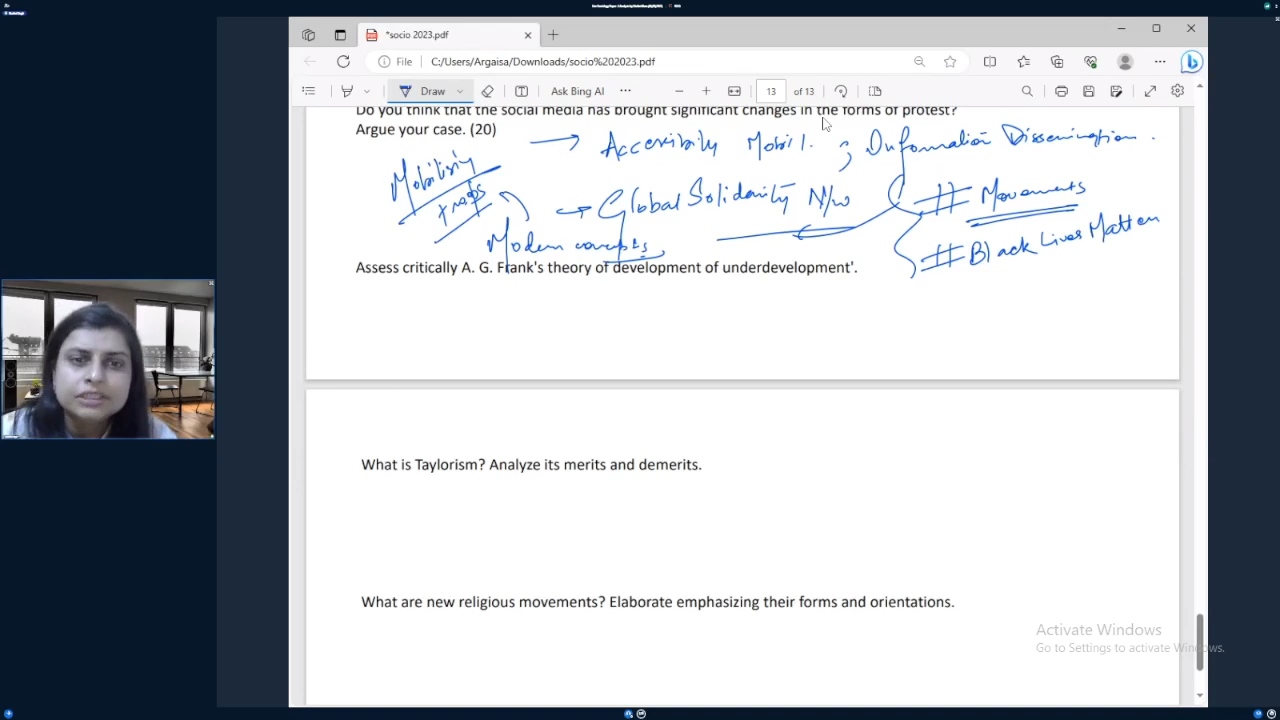 *socio 2023.pdf
File C:/Users/Argaisa/Downloads/socio%202023.pdf
Draw Ask Bing AI 13 of 13
Do you think that the social media has brought significant changes in the forms of protest?
Argue your case. (20)
Accessibility Mobil. ; Information Dissemination.
Mobilising
Global Solidarity N/w
# Movements
Modern concepts
# Black Lives Matter
Assess critically A. G. Frank's theory of development of underdevelopment'.
What is Taylorism? Analyze its merits and demerits.
What are new religious movements? Elaborate emphasizing their forms and orientations.
Activate Windows
Go to Settings to activate Windows.